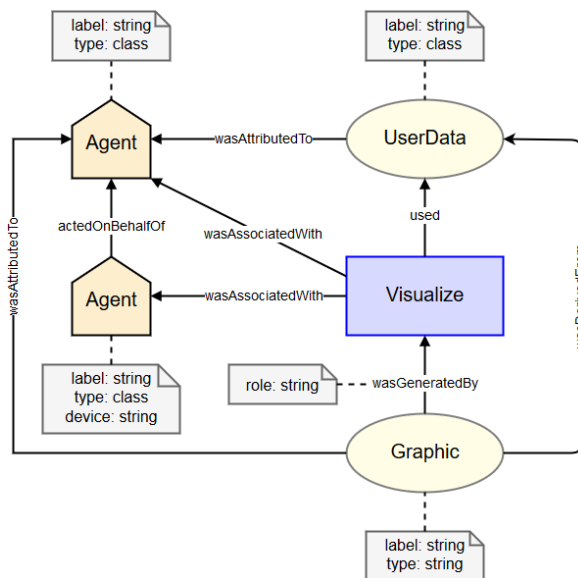 label: string
type: class
label: string
type: class
Agent
wasAttributedTo
UserData
actedOnBehalfOf
wasAssociatedWith
used
wasAttributedTo
Agent
wasAssociatedWith
Visualize
label: string
type: class
device: string
role: string
wasGeneratedBy
Graphic
label: string
type: string